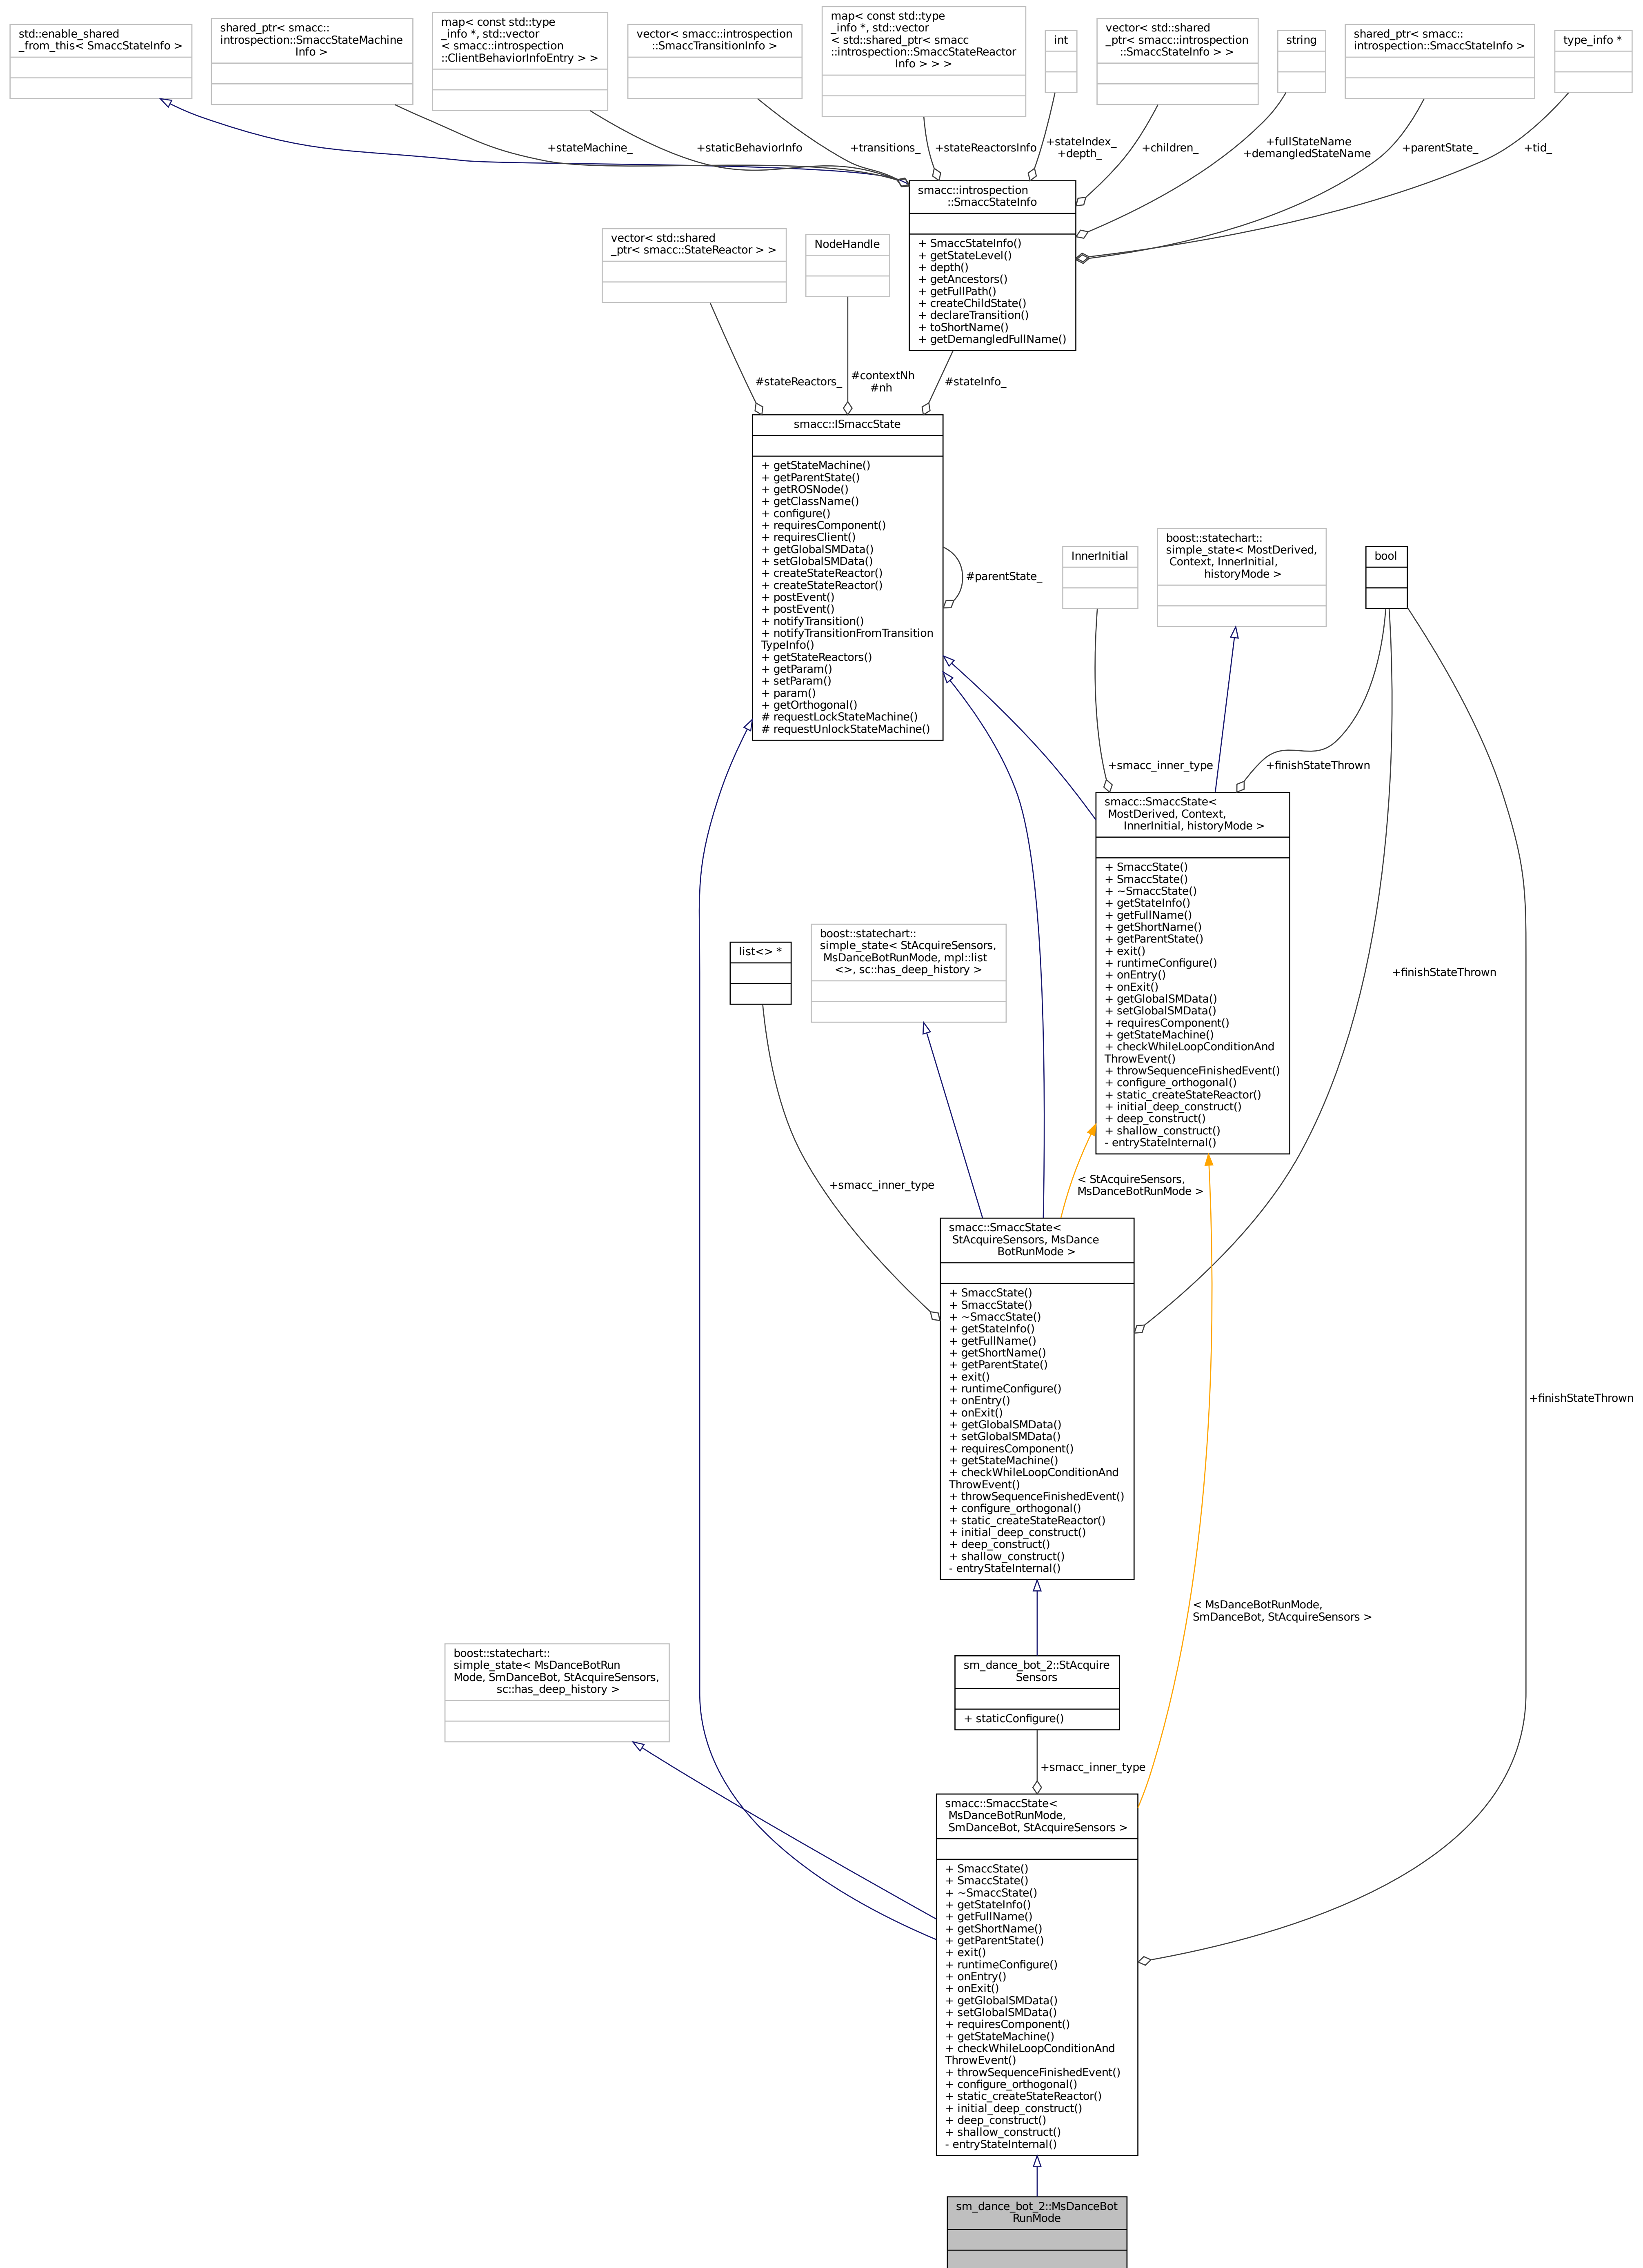 std::enable_shared
_from_this< SmaccStateInfo >
shared_ptr< smacc::
introspection::SmaccStateMachine
Info >
map< const std::type
_info *, std::vector
< smacc::introspection
::ClientBehaviorInfoEntry > >
vector< smacc::introspection
::SmaccTransitionInfo >
map< const std::type
_info *, std::vector
< std::shared_ptr< smacc
::introspection::SmaccStateReactor
Info > > >
int
vector< std::shared
_ptr< smacc::introspection
::SmaccStateInfo > >
string
shared_ptr< smacc::
introspection::SmaccStateInfo >
type_info *
+stateMachine_
+staticBehaviorInfo
+transitions_
+stateReactorsInfo
+stateIndex_
+depth_
+children_
+fullStateName
+demangledStateName
+parentState_
+tid_
smacc::introspection
::SmaccStateInfo
+ SmaccStateInfo()
+ getStateLevel()
+ depth()
+ getAncestors()
+ getFullPath()
+ createChildState()
+ declareTransition()
+ toShortName()
+ getDemangledFullName()
vector< std::shared
_ptr< smacc::StateReactor > >
NodeHandle
#stateReactors_
#contextNh
#nh
#stateInfo_
smacc::ISmaccState
+ getStateMachine()
+ getParentState()
+ getROSNode()
+ getClassName()
+ configure()
+ requiresComponent()
+ requiresClient()
+ getGlobalSMData()
+ setGlobalSMData()
+ createStateReactor()
+ createStateReactor()
+ postEvent()
+ postEvent()
+ notifyTransition()
+ notifyTransitionFromTransition
TypeInfo()
+ getStateReactors()
+ getParam()
+ setParam()
+ param()
+ getOrthogonal()
# requestLockStateMachine()
# requestUnlockStateMachine()
#parentState_
InnerInitial
boost::statechart::
simple_state< MostDerived,
Context, InnerInitial,
historyMode >
bool
+smacc_inner_type
+finishStateThrown
smacc::SmaccState<
MostDerived, Context,
InnerInitial, historyMode >
+ SmaccState()
+ SmaccState()
+ ~SmaccState()
+ getStateInfo()
+ getFullName()
+ getShortName()
+ getParentState()
+ exit()
+ runtimeConfigure()
+ onEntry()
+ onExit()
+ getGlobalSMData()
+ setGlobalSMData()
+ requiresComponent()
+ getStateMachine()
+ checkWhileLoopConditionAnd
ThrowEvent()
+ throwSequenceFinishedEvent()
+ configure_orthogonal()
+ static_createStateReactor()
+ initial_deep_construct()
+ deep_construct()
+ shallow_construct()
- entryStateInternal()
list<> *
boost::statechart::
simple_state< StAcquireSensors,
MsDanceBotRunMode, mpl::list
<>, sc::has_deep_history >
+finishStateThrown
+smacc_inner_type
< StAcquireSensors,
MsDanceBotRunMode >
smacc::SmaccState<
StAcquireSensors, MsDance
BotRunMode >
+ SmaccState()
+ SmaccState()
+ ~SmaccState()
+ getStateInfo()
+ getFullName()
+ getShortName()
+ getParentState()
+ exit()
+ runtimeConfigure()
+ onEntry()
+ onExit()
+ getGlobalSMData()
+ setGlobalSMData()
+ requiresComponent()
+ getStateMachine()
+ checkWhileLoopConditionAnd
ThrowEvent()
+ throwSequenceFinishedEvent()
+ configure_orthogonal()
+ static_createStateReactor()
+ initial_deep_construct()
+ deep_construct()
+ shallow_construct()
- entryStateInternal()
+finishStateThrown
< MsDanceBotRunMode,
SmDanceBot, StAcquireSensors >
boost::statechart::
simple_state< MsDanceBotRun
Mode, SmDanceBot, StAcquireSensors,
sc::has_deep_history >
sm_dance_bot_2::StAcquire
Sensors
+ staticConfigure()
+smacc_inner_type
smacc::SmaccState<
MsDanceBotRunMode,
SmDanceBot, StAcquireSensors >
+ SmaccState()
+ SmaccState()
+ ~SmaccState()
+ getStateInfo()
+ getFullName()
+ getShortName()
+ getParentState()
+ exit()
+ runtimeConfigure()
+ onEntry()
+ onExit()
+ getGlobalSMData()
+ setGlobalSMData()
+ requiresComponent()
+ getStateMachine()
+ checkWhileLoopConditionAnd
ThrowEvent()
+ throwSequenceFinishedEvent()
+ configure_orthogonal()
+ static_createStateReactor()
+ initial_deep_construct()
+ deep_construct()
+ shallow_construct()
- entryStateInternal()
sm_dance_bot_2::MsDanceBot
RunMode